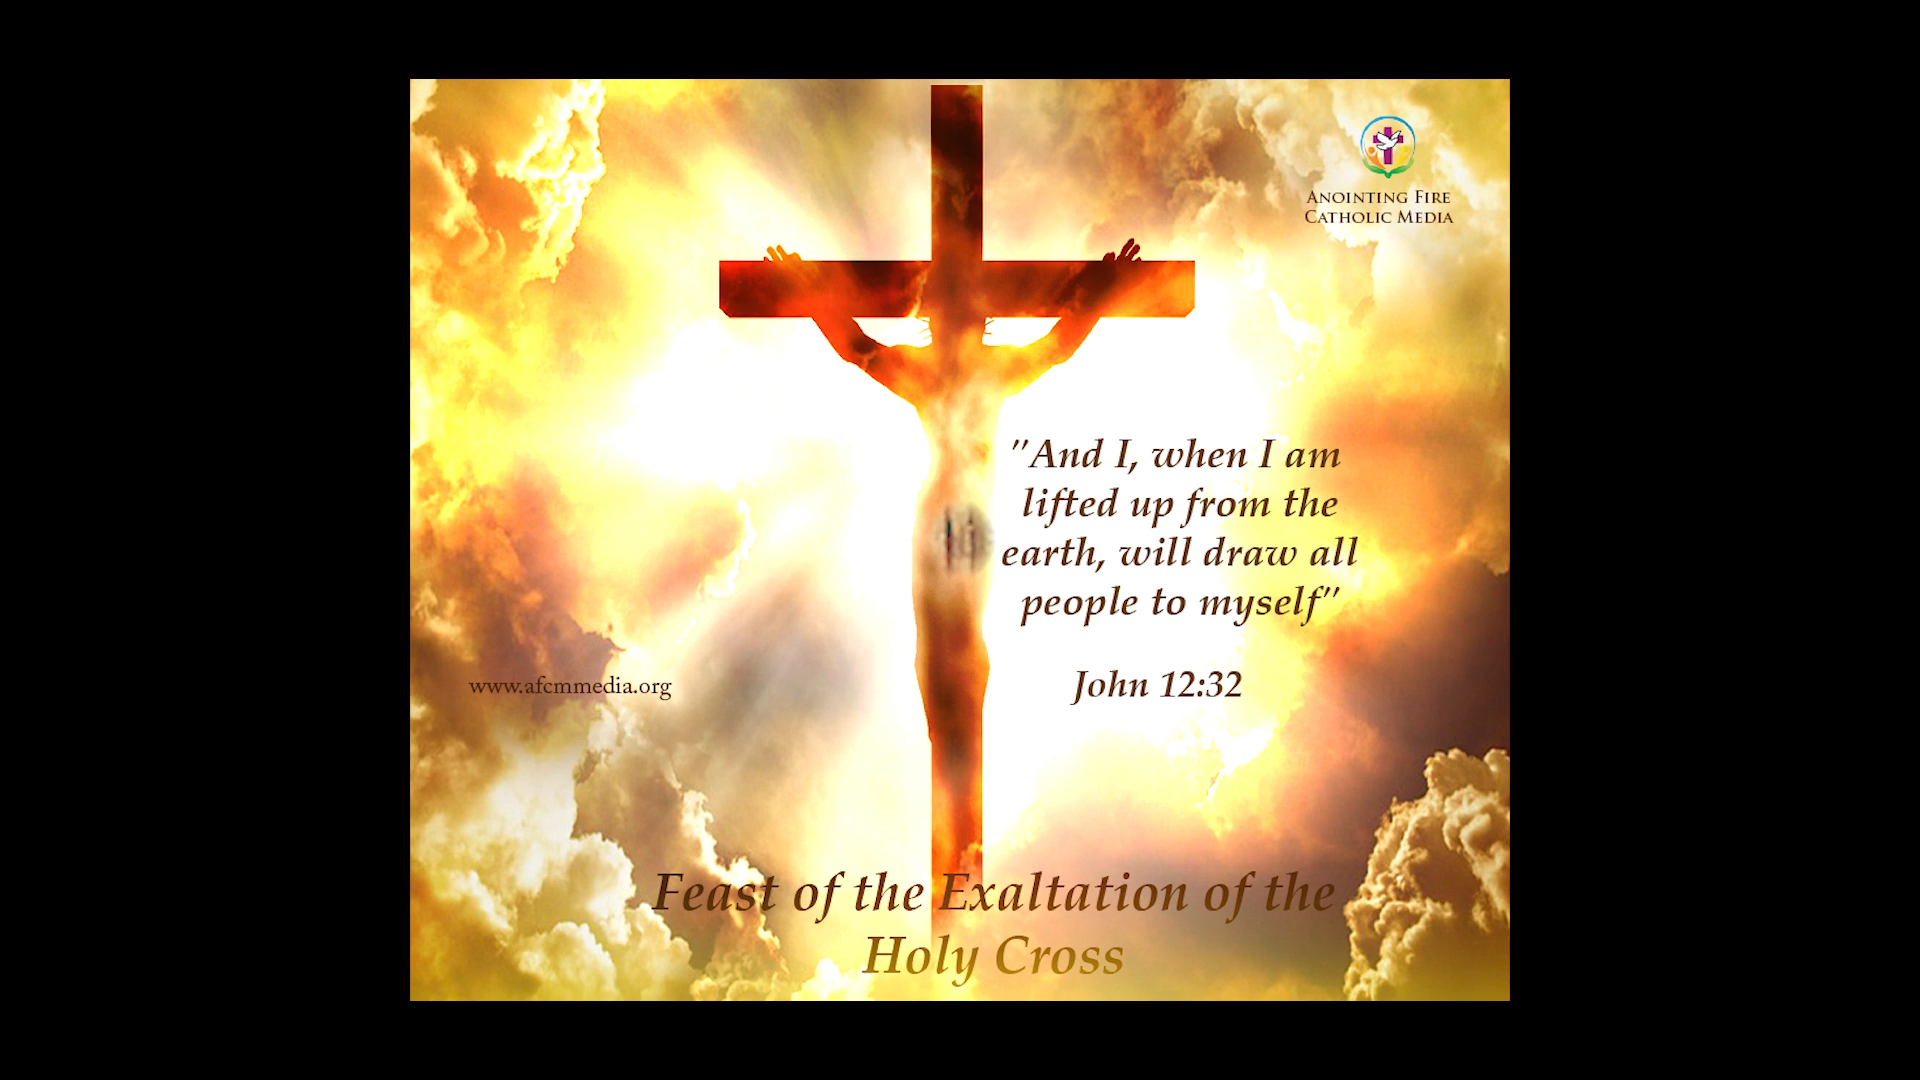 ANOINTING FIRE
CATHOLIC MEDIA
"And I, when I am
lifted up from the
earth, will draw all
people to myself"
John 12:32
www.afcmmedia.org
Feast of the Exaltation of the
Holy Cross